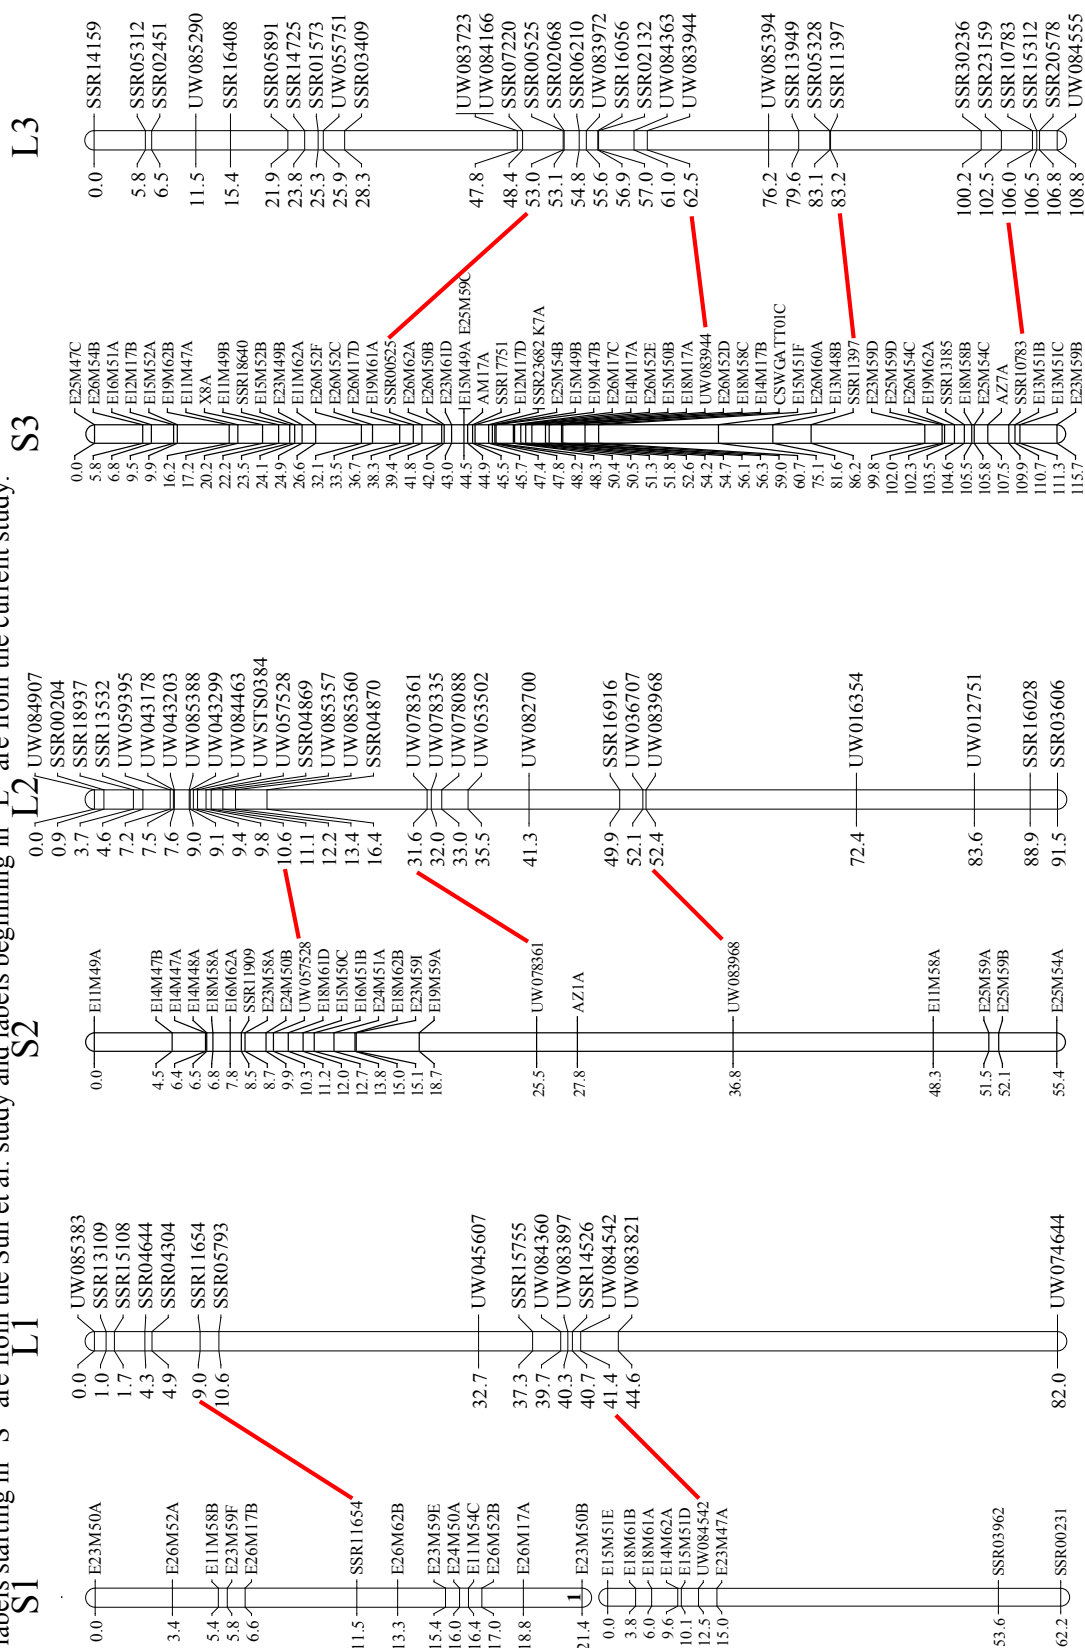 labels starting in "S" are from the Sun et al. study and labels beginning in "L" are from the current study.
S1
0.0 E23M50A
3.4 E26M52A
5.4 E11M58B
5.8 E23M59F
6.6 E26M17B
11.5 SSR11654
13.3 E26M62B
15.4 E23M59E
16.0 E24M50A
16.4 E11M54C
17.0 E26M52B
18.8 E26M17A
21.4 E23M50B
1
0.0 E15M51E
3.8 E18M61B
6.0 E18M61A
9.6 E14M62A
10.1 E15M51D
12.5 UW084542
15.0 E23M47A
53.6 SSR03962
62.2 SSR00231
L1
0.0 UW085383
1.0 SSR13109
1.7 SSR15108
4.3 SSR04644
4.9 SSR04304
9.0 SSR11654
10.6 SSR05793
32.7 UW045607
37.3 SSR15755
39.7 UW084360
40.3 UW083897
40.7 SSR14526
41.4 UW084542
44.6 UW083821
82.0 UW074644
S2
0.0 E11M49A
4.5 E14M47B
6.4 E14M47A
6.5 E14M48A
6.8 E18M58A
7.8 E16M62A
8.5 SSR11909
8.7 E23M58A
9.9 E24M50B
10.3 UW057528
11.2 E18M61D
12.0 E15M50C
12.7 E16M51B
13.8 E24M51A
15.0 E18M62B
15.1 E23M59I
18.7 E19M59A
25.5 UW078361
27.8 AZ1A
36.8 UW083968
48.3 E11M58A
51.5 E25M59A
52.1 E25M59B
55.4 E25M54A
L2
0.0 UW084907
0.9 SSR00204
3.7 SSR18937
4.6 SSR13532
7.2 UW059395
7.5 UW043178
7.6 UW043203
9.0 UW085388
9.1 UW043299
9.4 UW084463
9.8 UWSTS0384
10.6 UW057528
11.1 SSR04869
12.2 UW085357
13.4 UW085360
16.4 SSR04870
31.6 UW078361
32.0 UW078335
33.0 UW078088
35.5 UW053502
41.3 UW082700
49.9 SSR16916
52.1 UW036707
52.4 UW083968
72.4 UW016354
83.6 UW012751
88.9 SSR16028
91.5 SSR03606
S3
0.0 E25M47C
5.8 E26M54B
6.8 E16M51A
9.5 E12M17B
9.9 E15M52A
16.2 E19M62B
17.2 E11M47A
20.2 X8A
22.2 E11M49B
23.5 SSR18640
24.1 E15M52B
24.9 E23M49B
26.6 E11M62A
32.1 E26M52F
33.5 E26M52C
36.7 E26M17D
38.3 E19M61A
39.4 SSR00525
41.8 E26M62A
42.0 E26M50B
43.0 E23M61D
44.5 E15M49A E25M59C
44.9 AM17A
45.5 SSR17751
45.7 E12M17D
47.4 SSR23682 K7A
47.8 E25M54B
48.2 E15M49B
48.3 E19M47B
50.4 E26M17C
50.5 E14M17A
51.3 E26M52E
51.8 E15M50B
52.6 E18M17A
54.2 UW083944
54.7 E26M52D
56.1 E18M58C
56.3 E14M17B
59.0 CSWGATT01C
60.7 E15M51F
75.1 E26M60A
81.6 E13M48B
86.2 SSR11397
99.8 E23M59D
102.0 E25M59D
102.3 E26M54C
103.5 E19M62A
104.6 SSR13185
105.5 E18M58B
105.8 E25M54C
107.5 AZ7A
109.9 SSR10783
110.7 E13M51B
111.3 E13M51C
115.7 E23M59B
L3
0.0 SSR14159
5.8 SSR05312
6.5 SSR02451
11.5 UW085290
15.4 SSR16408
21.9 SSR05891
23.8 SSR14725
25.3 SSR01573
25.9 UW055751
28.3 SSR03409
UW083723
47.8 UW084166
48.4 SSR07220
53.0 SSR00525
53.1 SSR02068
54.8 SSR06210
55.6 UW083972
56.9 SSR16056
57.0 SSR02132
61.0 UW084363
62.5 UW083944
76.2 UW085394
79.6 SSR13949
83.1 SSR05328
83.2 SSR11397
100.2 SSR30236
102.5 SSR23159
106.0 SSR10783
106.5 SSR15312
106.8 SSR20578
108.8 UW084555